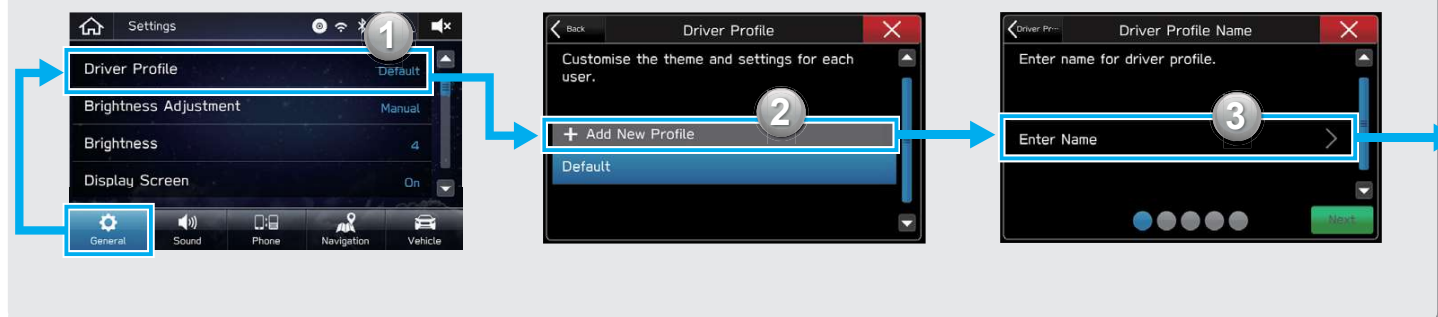 Settings
1
Driver Profile
Default
Brightness Adjustment
Manual
Brightness
4
Display Screen
On
General
Sound
Phone
Navigation
Vehicle
Back
Driver Profile
Customise the theme and settings for each
user.
2
+ Add New Profile
Default
Driver Pr...
Driver Profile Name
Enter name for driver profile.
3
Enter Name
Next